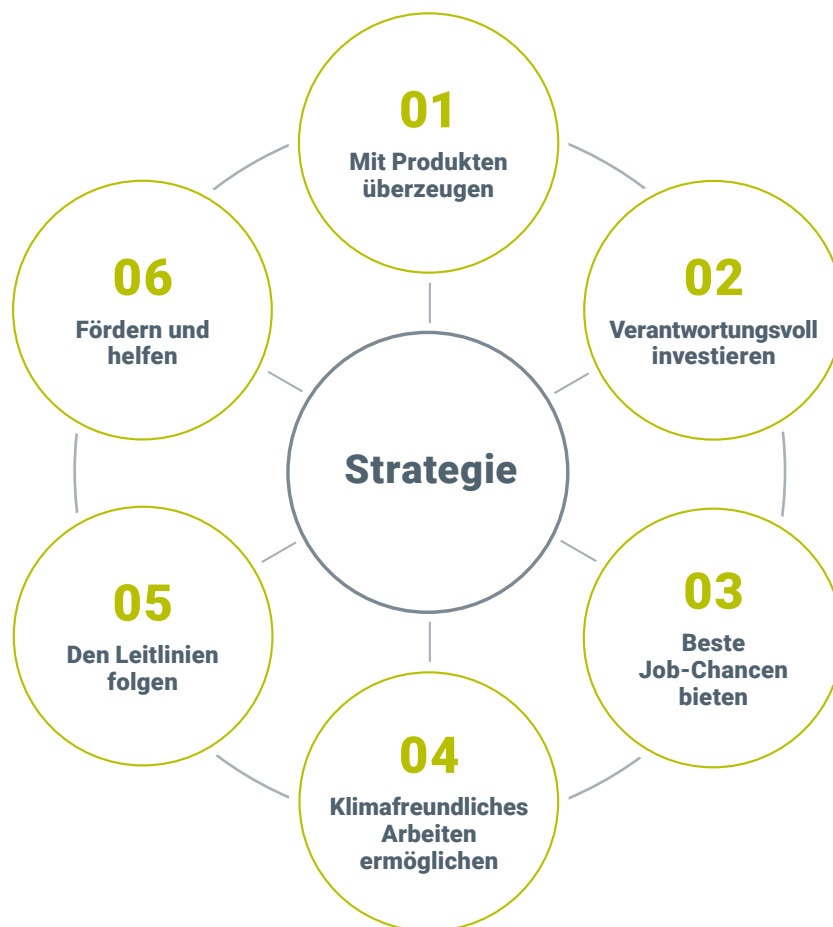 01
Mit Produkten
überzeugen
02
Verantwortungsvoll
investieren
03
Beste
Job-Chancen
bieten
04
Klimafreundliches
Arbeiten
ermöglichen
05
Den Leitlinien
folgen
06
Fördern und
helfen
Strategie